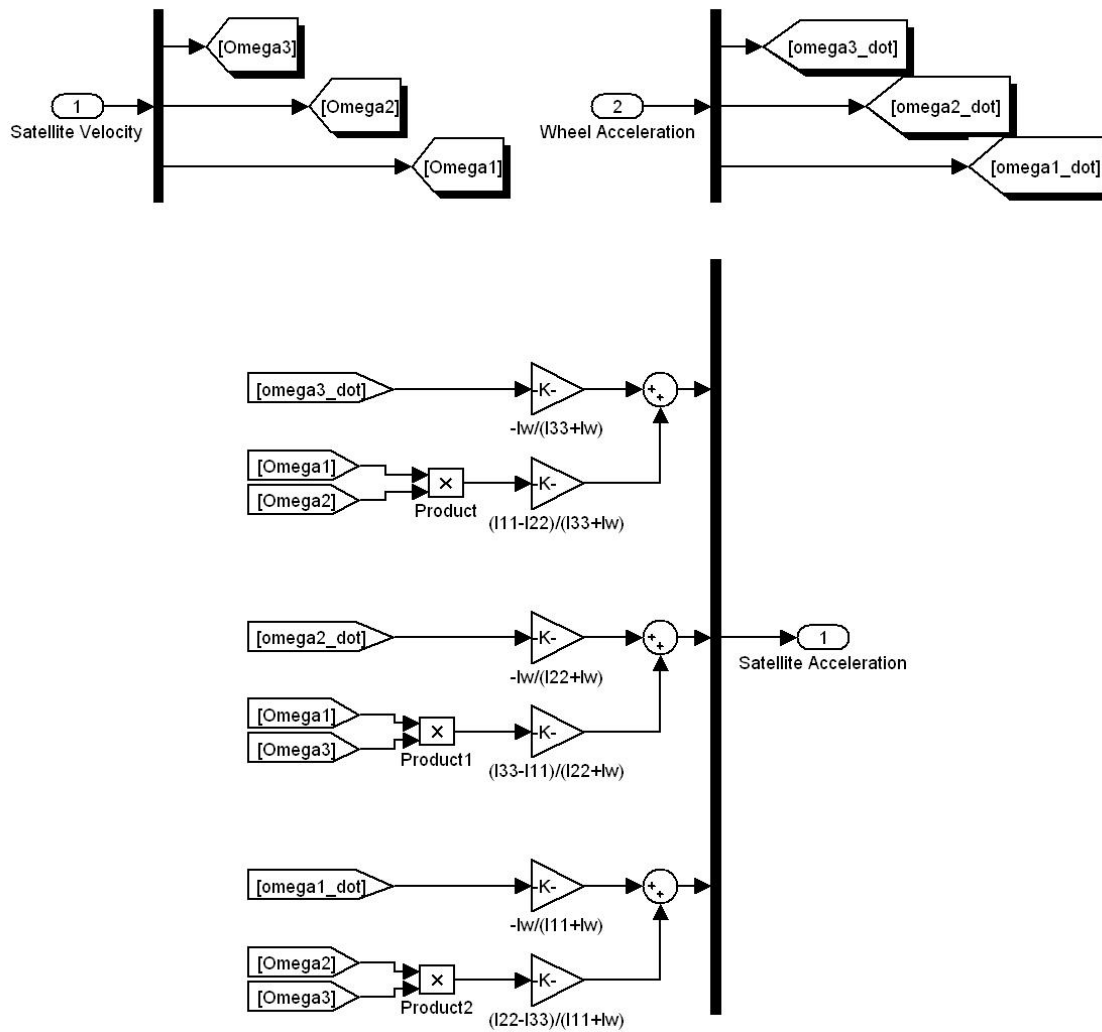 [Omega3]
[omega3_dot]
1
[Omega2]
2
[omega2_dot]
Satellite Velocity
Wheel Acceleration
[Omega1]
[omega1_dot]
[omega3_dot]
-K-
+
+
-Iw/(I33+Iw)
[Omega1]
[Omega2]
×
-K-
Product
(I11-I22)/(I33+Iw)
[omega2_dot]
-K-
+
+
1
-Iw/(I22+Iw)
Satellite Acceleration
[Omega1]
[Omega3]
×
-K-
Product1
(I33-I11)/(I22+Iw)
[omega1_dot]
-K-
+
+
-Iw/(I11+Iw)
[Omega2]
[Omega3]
×
-K-
Product2
(I22-I33)/(I11+Iw)